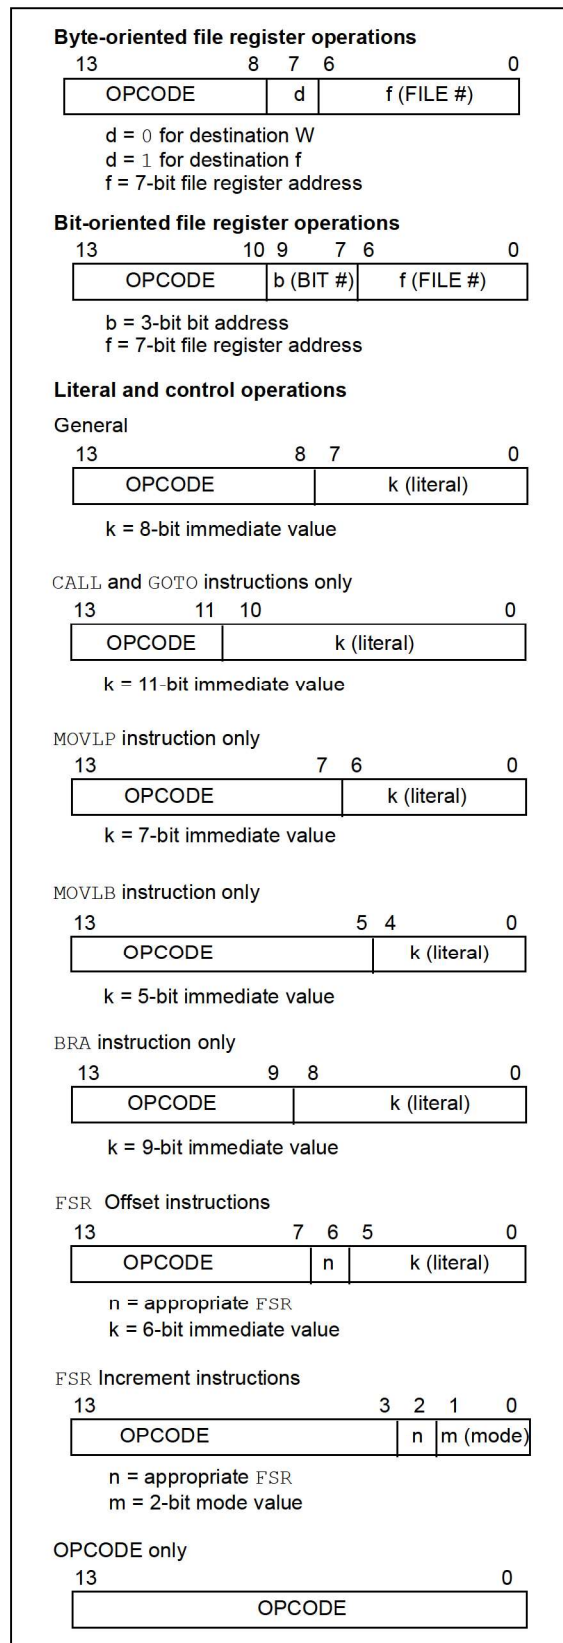 Byte-oriented file register operations
13 8 7 6 0
OPCODE d f (FILE #)
d = 0 for destination W
d = 1 for destination f
f = 7-bit file register address
Bit-oriented file register operations
13 10 9 7 6 0
OPCODE b (BIT #) f (FILE #)
b = 3-bit bit address
f = 7-bit file register address
Literal and control operations
General
13 8 7 0
OPCODE k (literal)
k = 8-bit immediate value
CALL and GOTO instructions only
13 11 10 0
OPCODE k (literal)
k = 11-bit immediate value
MOVLP instruction only
13 7 6 0
OPCODE k (literal)
k = 7-bit immediate value
MOVLB instruction only
13 5 4 0
OPCODE k (literal)
k = 5-bit immediate value
BRA instruction only
13 9 8 0
OPCODE k (literal)
k = 9-bit immediate value
FSR Offset instructions
13 7 6 5 0
OPCODE n k (literal)
n = appropriate FSR
k = 6-bit immediate value
FSR Increment instructions
13 3 2 1 0
OPCODE n m (mode)
n = appropriate FSR
m = 2-bit mode value
OPCODE only
13 0
OPCODE